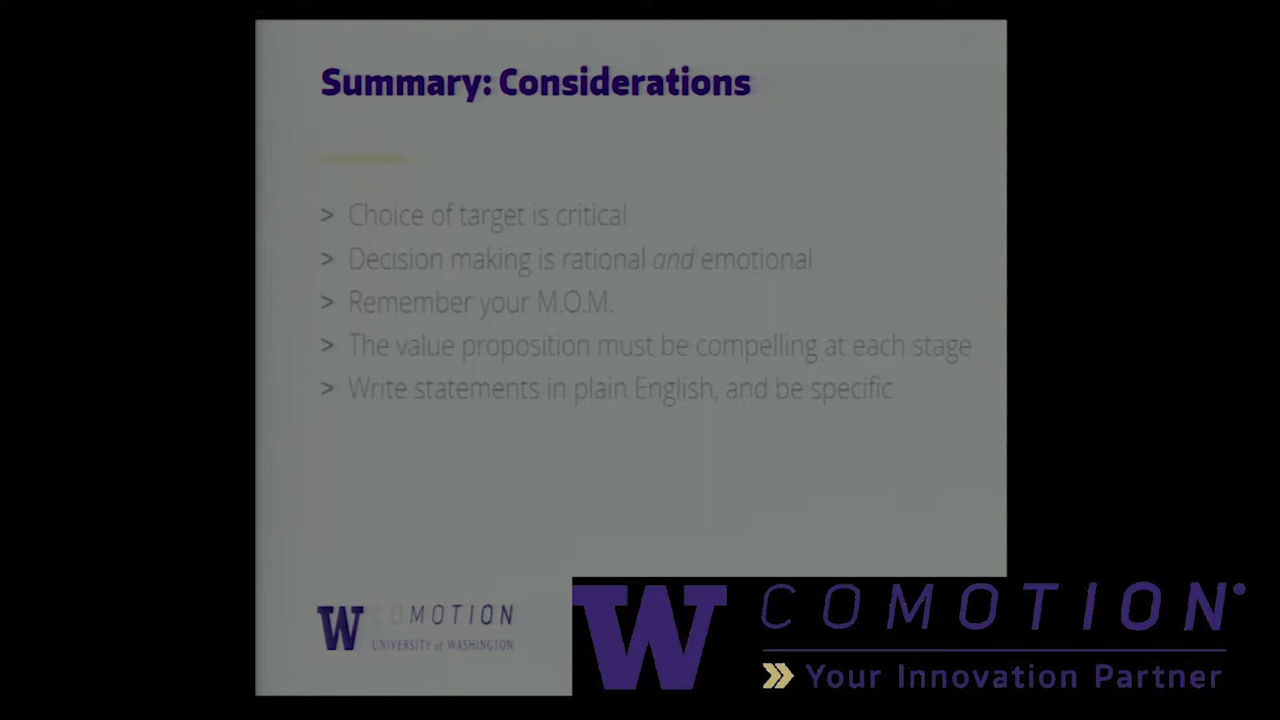 Summary: Considerations
> Choice of target is critical
> Decision making is rational and emotional
> Remember your M.O.M.
> The value proposition must be compelling at each stage
> Write statements in plain English, and be specific
W COMOTION
UNIVERSITY of WASHINGTON
W COMOTION
Your Innovation Partner